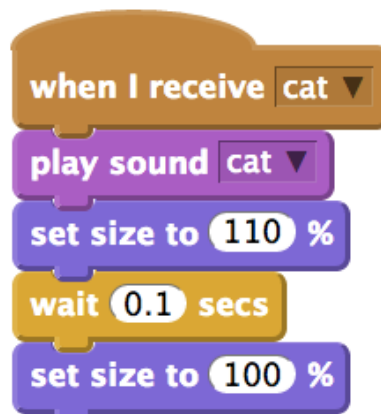 when I receive cat
play sound cat
set size to 110 %
wait 0.1 secs
set size to 100 %